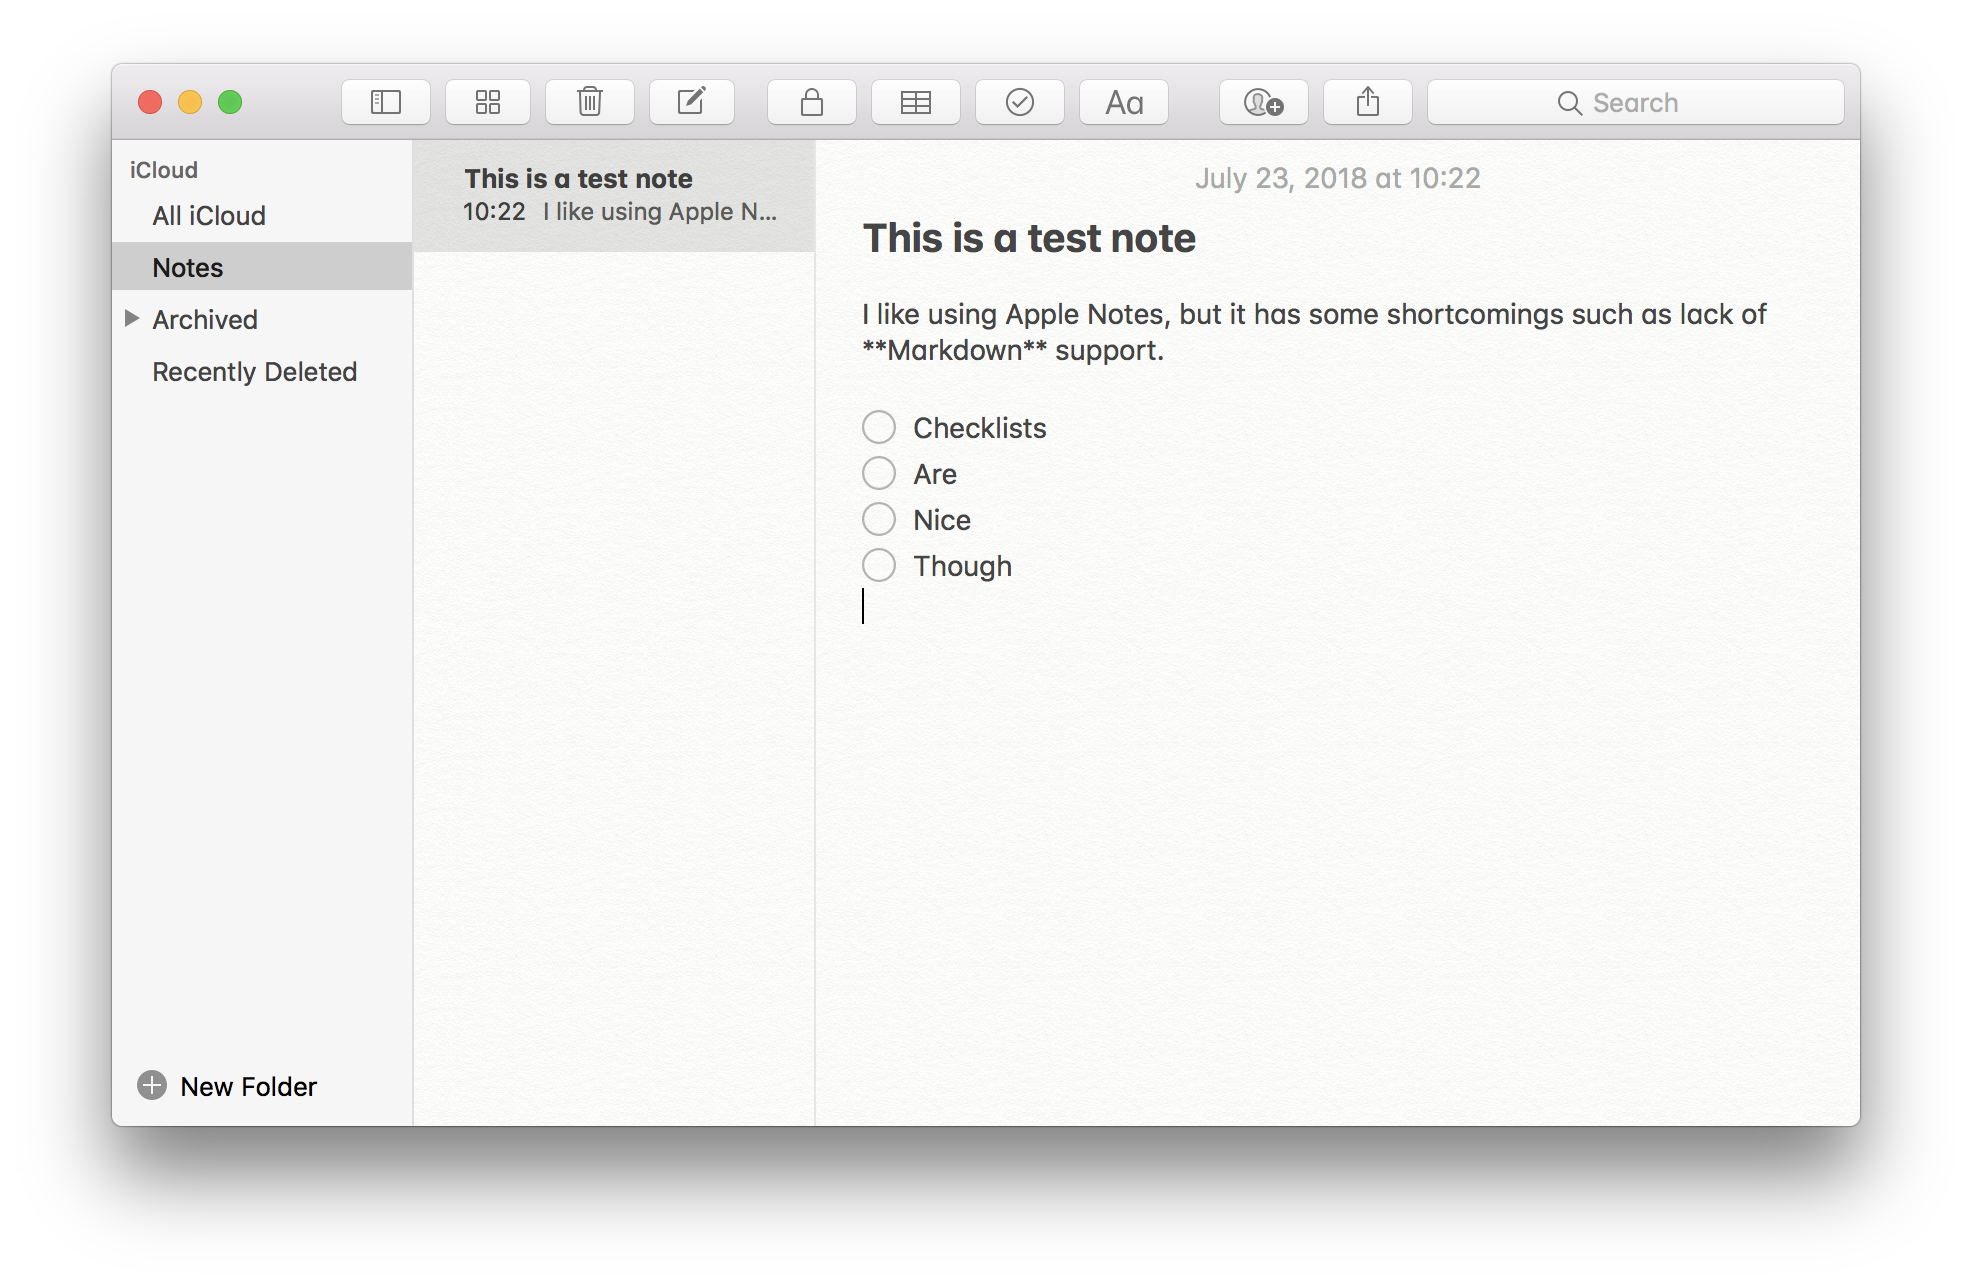 Aa
Search
iCloud
All iCloud
Notes
Archived
Recently Deleted
New Folder
This is a test note
10:22 I like using Apple N...
July 23, 2018 at 10:22
This is a test note
I like using Apple Notes, but it has some shortcomings such as lack of
**Markdown** support.
Checklists
Are
Nice
Though